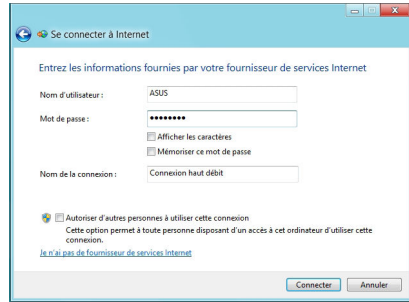 Se connecter à Internet
Entrez les informations fournies par votre fournisseur de services Internet
Nom d'utilisateur :
ASUS
Mot de passe :
••••••••
Afficher les caractères
Mémoriser ce mot de passe
Nom de la connexion :
Connexion haut débit
Autoriser d'autres personnes à utiliser cette connexion
Cette option permet à toute personne disposant d'un accès à cet ordinateur d'utiliser cette
connexion.
Je n'ai pas de fournisseur de services Internet
Connecter
Annuler